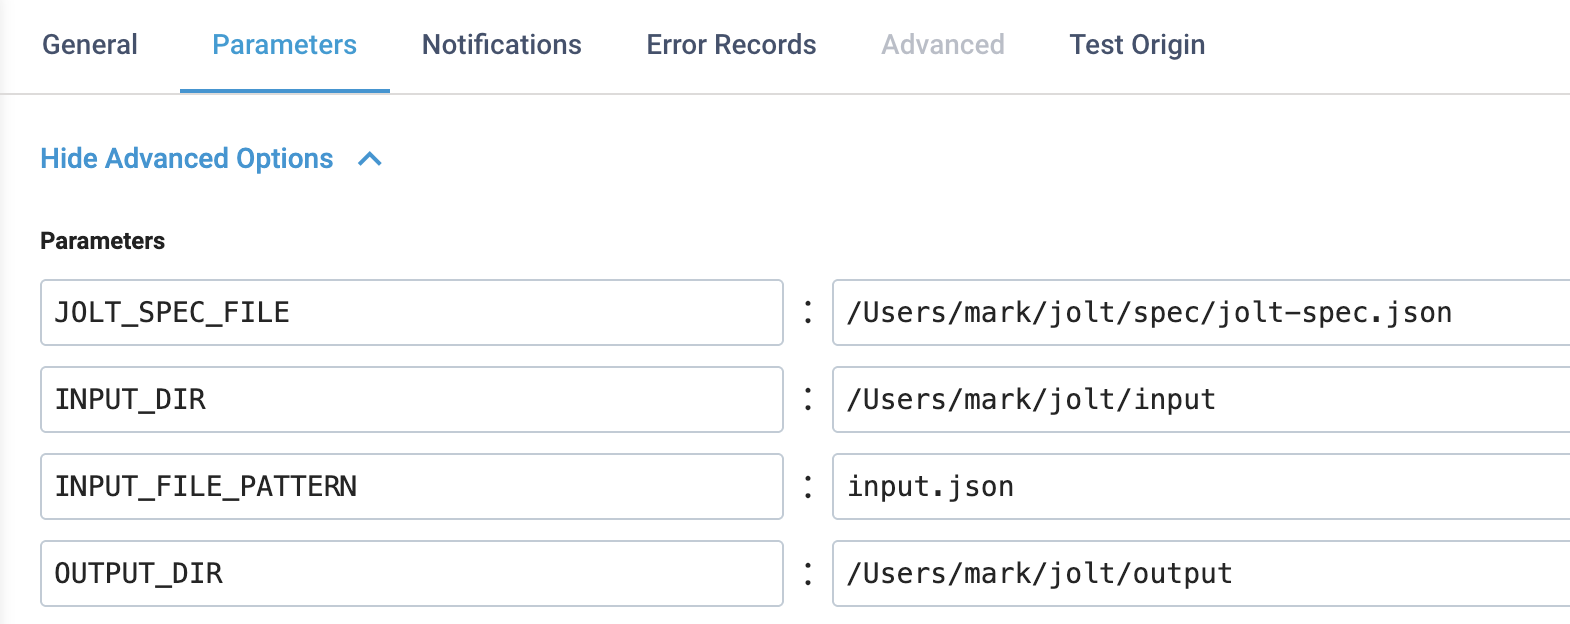 General Parameters Notifications Error Records Advanced Test Origin
Hide Advanced Options
Parameters
JOLT_SPEC_FILE : /Users/mark/jolt/spec/jolt-spec.json
INPUT_DIR : /Users/mark/jolt/input
INPUT_FILE_PATTERN : input.json
OUTPUT_DIR : /Users/mark/jolt/output